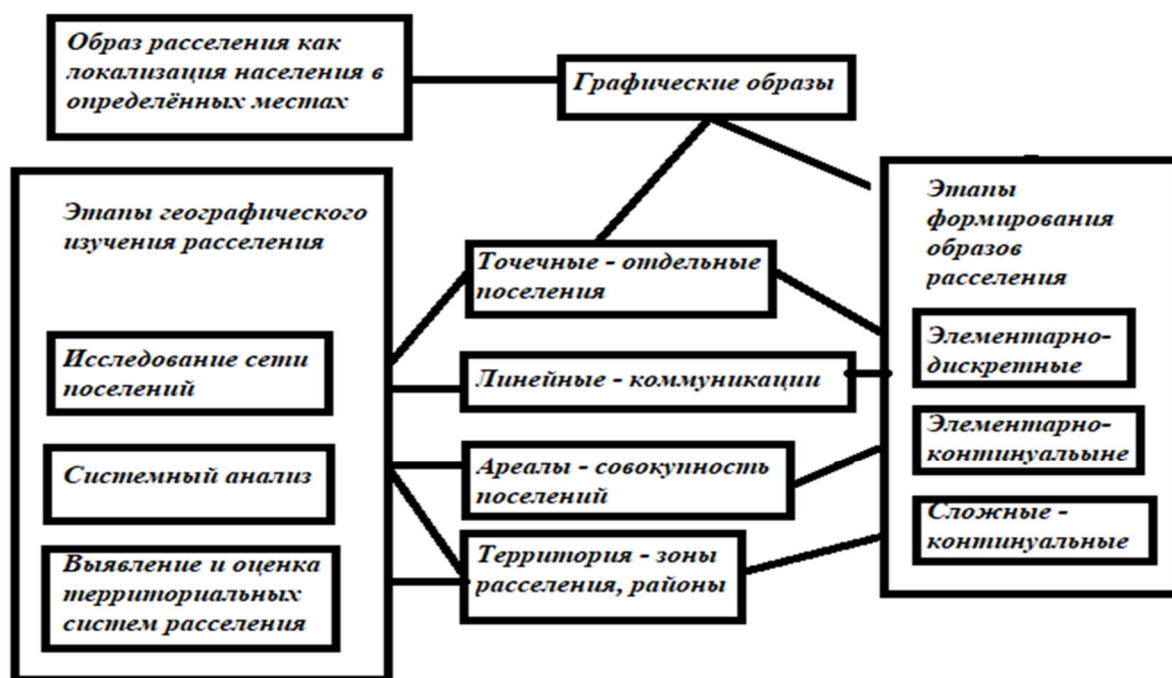 Образ расселения как
локализация населения в
определённых местах
Графические образы
Этапы географического
изучения расселения
Исследование сети
поселений
Системный анализ
Выявление и оценка
территориальных
систем расселения
Точечные - отдельные
поселения
Линейные - коммуникации
Ареалы - совокупность
поселений
Территория - зоны
расселения, районы
Этапы
формирования
образов
расселения
Элементарно-
дискретные
Элементарно-
континуальыне
Сложные -
континуальные